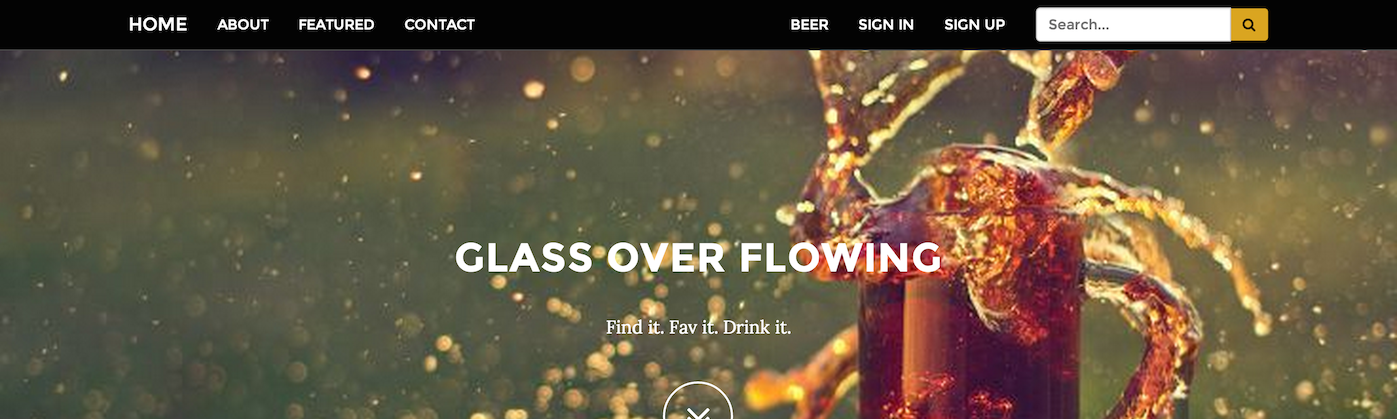 HOME ABOUT FEATURED CONTACT BEER SIGN IN SIGN UP Search...
GLASS OVER FLOWING
Find it. Fav it. Drink it.